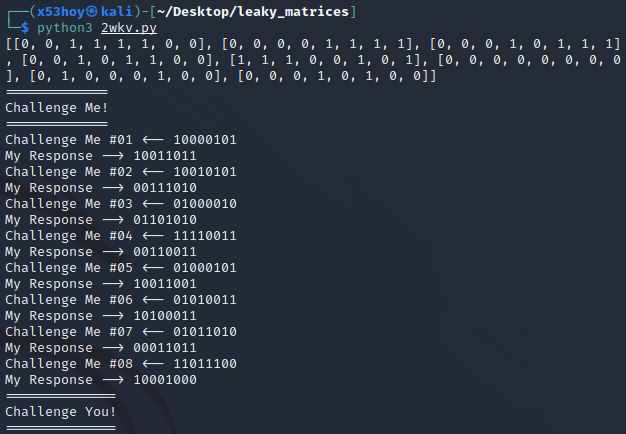 ┌──(x53hoy㉿kali)-[~/Desktop/leaky_matrices]
└─$ python3 2wkv.py
[[0, 0, 1, 1, 1, 1, 0, 0], [0, 0, 0, 0, 1, 1, 1, 1], [0, 0, 0, 1, 0, 1, 1, 1]
, [0, 0, 1, 0, 1, 1, 0, 0], [1, 1, 1, 0, 0, 1, 0, 1], [0, 0, 0, 0, 0, 0, 0, 0
], [0, 1, 0, 0, 0, 1, 0, 0], [0, 0, 0, 1, 0, 1, 0, 0]]
=============
Challenge Me!
=============
Challenge Me #01 <-- 10000101
My Response --> 10011011
Challenge Me #02 <-- 10010101
My Response --> 00111010
Challenge Me #03 <-- 01000010
My Response --> 01101010
Challenge Me #04 <-- 11110011
My Response --> 00110011
Challenge Me #05 <-- 01000101
My Response --> 10011001
Challenge Me #06 <-- 01010011
My Response --> 10100011
Challenge Me #07 <-- 01011010
My Response --> 00011011
Challenge Me #08 <-- 11011100
My Response --> 10001000
==============
Challenge You!
==============